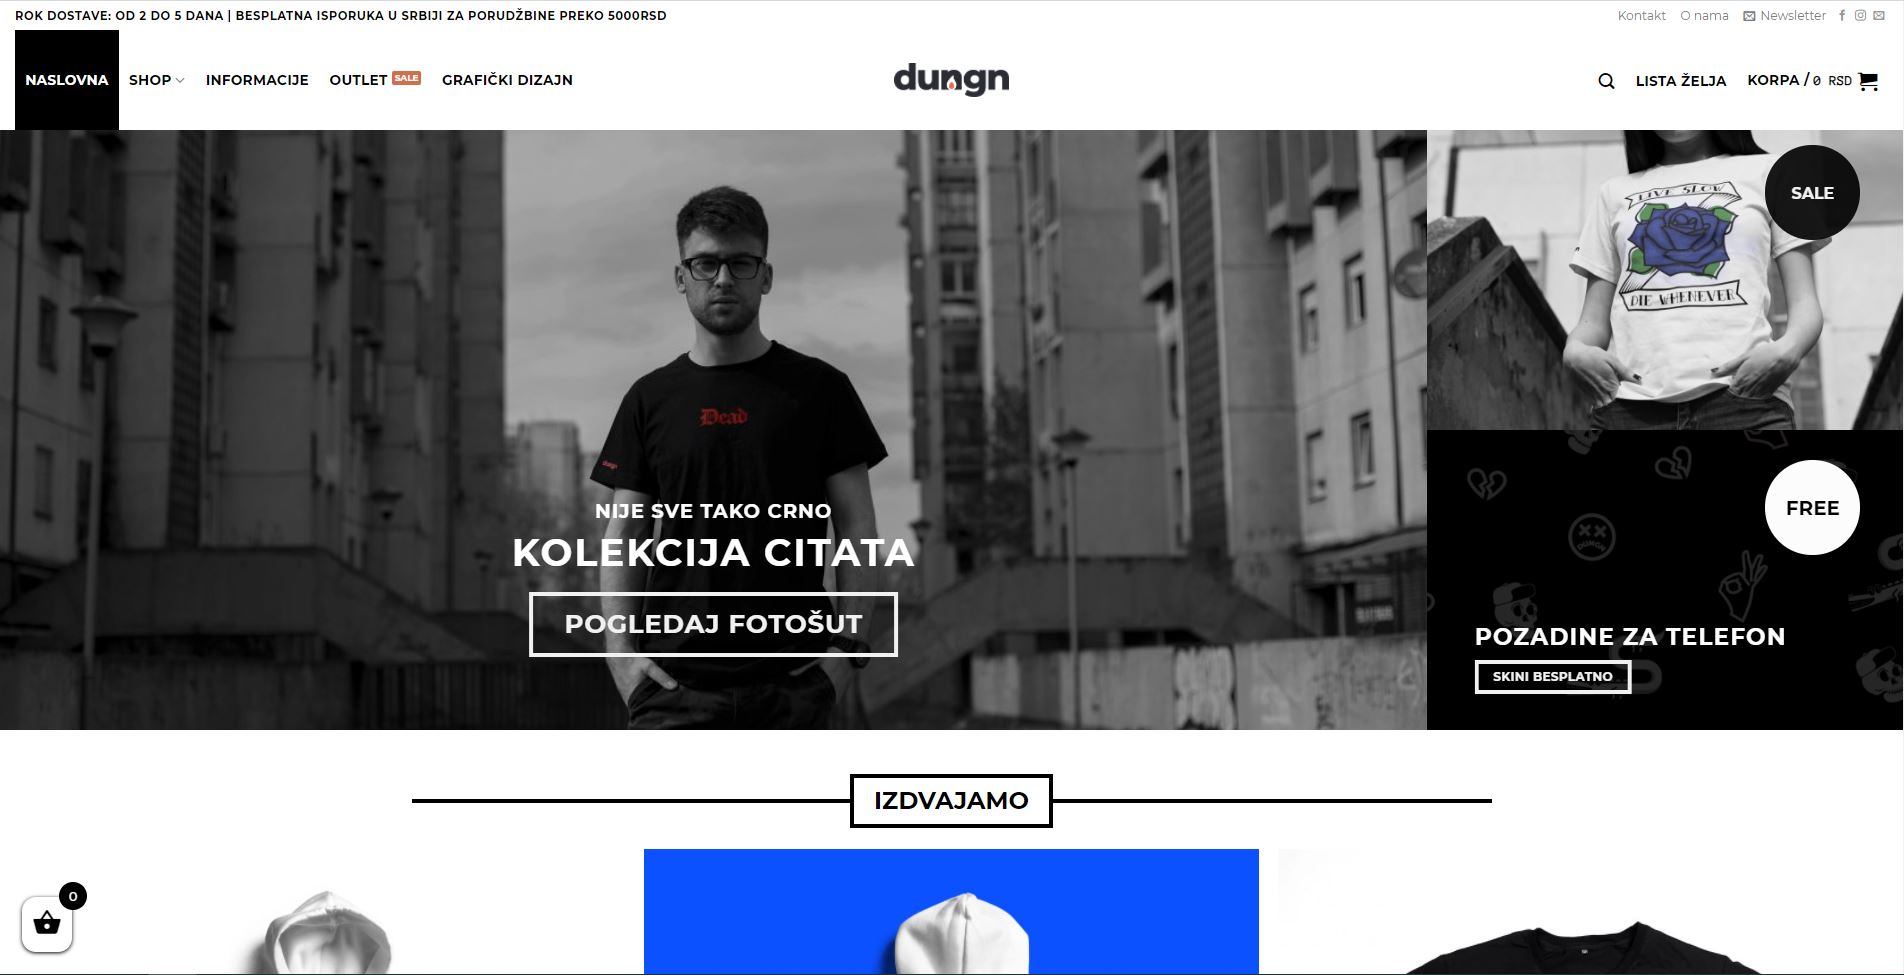 ROK DOSTAVE: OD 2 DO 5 DANA | BESPLATNA ISPORUKA U SRBIJI ZA PORUDŽBINE PREKO 5000RSD
Kontakt O nama Newsletter
NASLOVNA SHOP INFORMACIJE OUTLET SALE GRAFIČKI DIZAJN
dungn
LISTA ŽELJA KORPA / 0 RSD
LIVE SLOW
DIE WHENEVER
SALE
Dead
dungn
NIJE SVE TAKO CRNO
KOLEKCIJA CITATA
POGLEDAJ FOTOŠUT
FREE
DUNGN
POZADINE ZA TELEFON
SKINI BESPLATNO
IZDVAJAMO
0